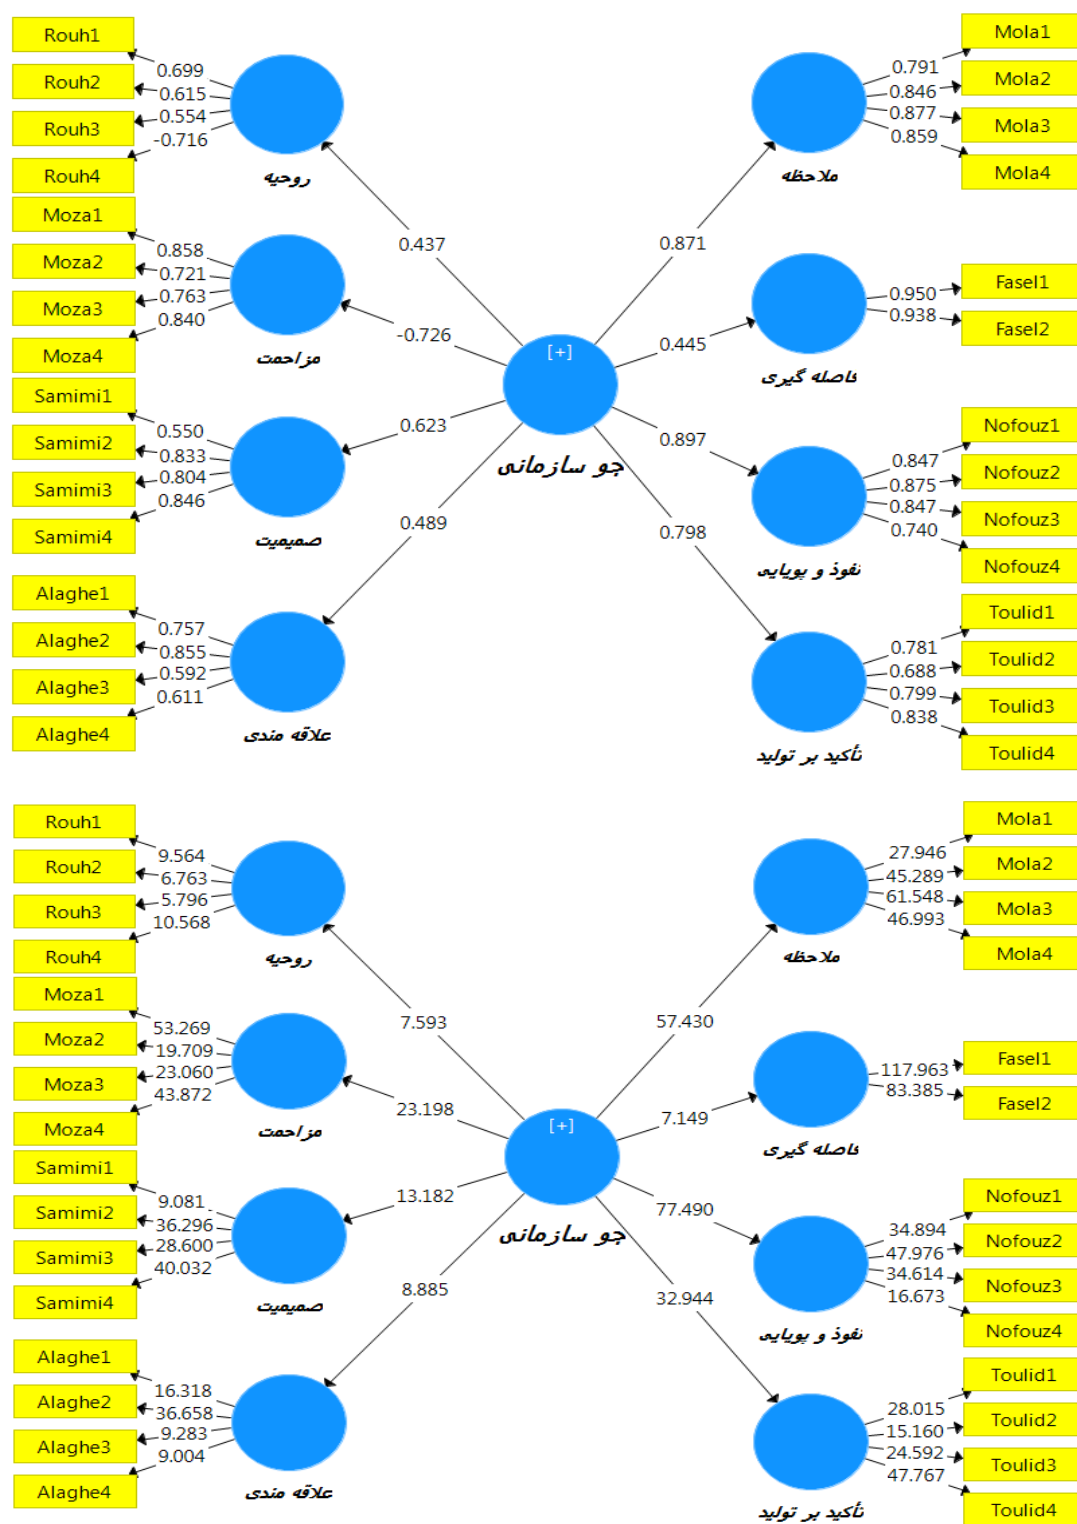 Rouh1
Rouh2
Rouh3
Rouh4
0.699
0.615
0.554
-0.716
روحیه
Moza1
Moza2
Moza3
Moza4
0.858
0.721
0.763
0.840
مزاحمت
Samimi1
Samimi2
Samimi3
Samimi4
0.550
0.833
0.804
0.846
صمیمیت
Alaghe1
Alaghe2
Alaghe3
Alaghe4
0.757
0.855
0.592
0.611
علاقه مندی
0.437
-0.726
0.623
0.489
[+]
جو سازمانی
0.871
0.445
0.897
0.798
Mola1
Mola2
Mola3
Mola4
0.791
0.846
0.877
0.859
ملاحظه
Fasel1
Fasel2
0.950
0.938
فاصله گیری
Nofouz1
Nofouz2
Nofouz3
Nofouz4
0.847
0.875
0.847
0.740
نفوذ و پویایی
Toulid1
Toulid2
Toulid3
Toulid4
0.781
0.688
0.799
0.838
تأکید بر تولید
Rouh1
Rouh2
Rouh3
Rouh4
9.564
6.763
5.796
10.568
روحیه
Moza1
Moza2
Moza3
Moza4
53.269
19.709
23.060
43.872
مزاحمت
Samimi1
Samimi2
Samimi3
Samimi4
9.081
36.296
28.600
40.032
صمیمیت
Alaghe1
Alaghe2
Alaghe3
Alaghe4
16.318
36.658
9.283
9.004
علاقه مندی
7.593
23.198
13.182
8.885
[+]
جو سازمانی
57.430
7.149
77.490
32.944
Mola1
Mola2
Mola3
Mola4
27.946
45.289
61.548
46.993
ملاحظه
Fasel1
Fasel2
117.963
83.385
فاصله گیری
Nofouz1
Nofouz2
Nofouz3
Nofouz4
34.894
47.976
34.614
16.673
نفوذ و پویایی
Toulid1
Toulid2
Toulid3
Toulid4
28.015
15.160
24.592
47.767
تأکید بر تولید